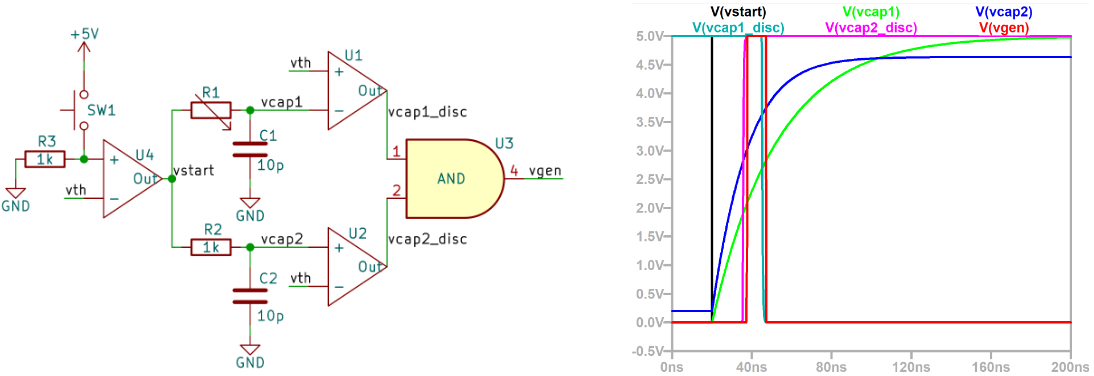 +5V
SW1
R3
1k
GND
vth
+
−
U4
Out
vstart
R1
vcap1
C1
10p
GND
R2
1k
vcap2
C2
10p
GND
vth
+
−
U1
Out
vcap1_disc
vth
+
−
U2
Out
vcap2_disc
1
2
AND
U3
4
vgen
V(vstart) V(vcap1) V(vcap2)
V(vcap1_disc) V(vcap2_disc) V(vgen)
5.0V
4.5V
4.0V
3.5V
3.0V
2.5V
2.0V
1.5V
1.0V
0.5V
0.0V
-0.5V
0ns 40ns 80ns 120ns 160ns 200ns